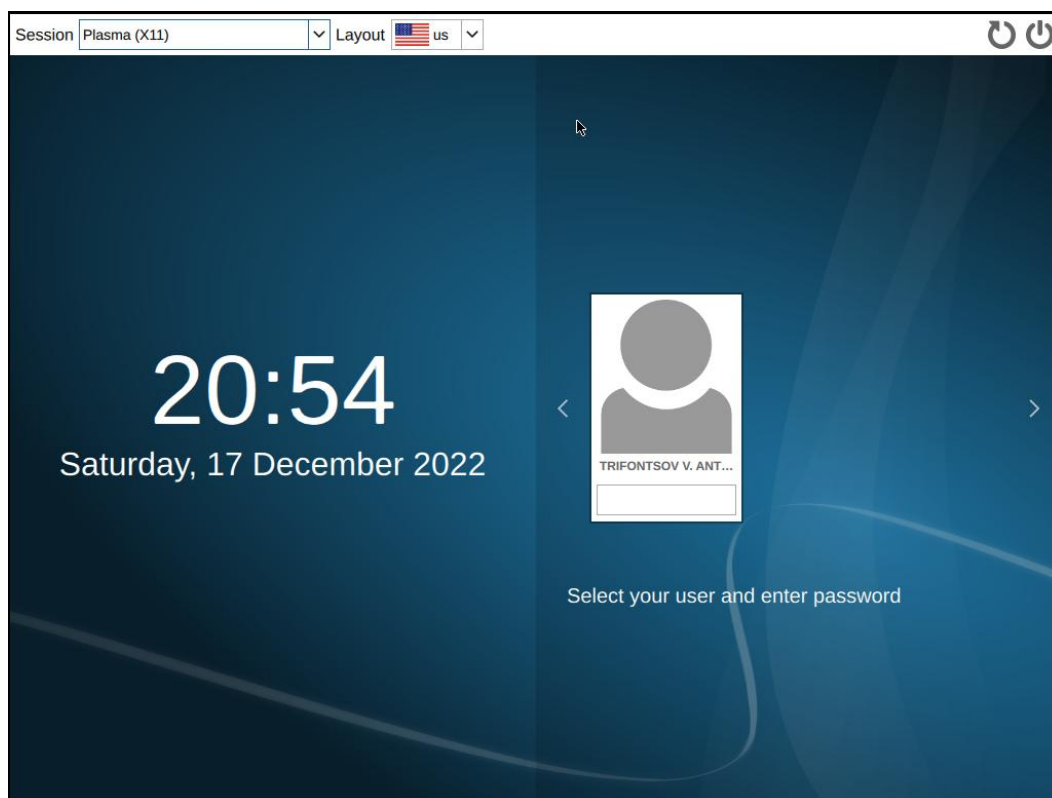 Session Plasma (X11) Layout us
20:54
Saturday, 17 December 2022
TRIFONTSOV V. ANT...
Select your user and enter password